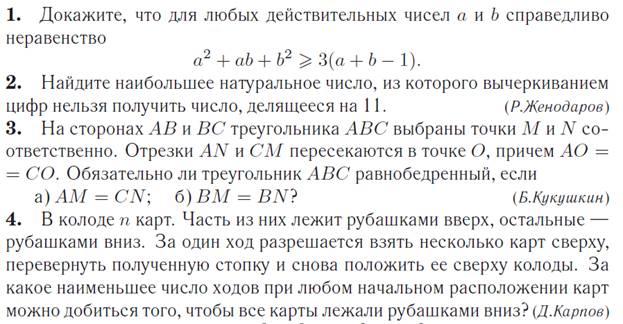 1. Докажите, что для любых действительных чисел a и b справедливо
неравенство
a² + ab + b² ⩾ 3(a + b − 1).
2. Найдите наибольшее натуральное число, из которого вычеркиванием
цифр нельзя получить число, делящееся на 11. (Р.Женодаров)
3. На сторонах AB и BC треугольника ABC выбраны точки M и N со-
ответственно. Отрезки AN и CM пересекаются в точке O, причем AO =
= CO. Обязательно ли треугольник ABC равнобедренный, если
а) AM = CN; б) BM = BN? (Б.Кукушкин)
4. В колоде n карт. Часть из них лежит рубашками вверх, остальные —
рубашками вниз. За один ход разрешается взять несколько карт сверху,
перевернуть полученную стопку и снова положить ее сверху колоды. За
какое наименьшее число ходов при любом начальном расположении карт
можно добиться того, чтобы все карты лежали рубашками вниз? (Д.Карпов)